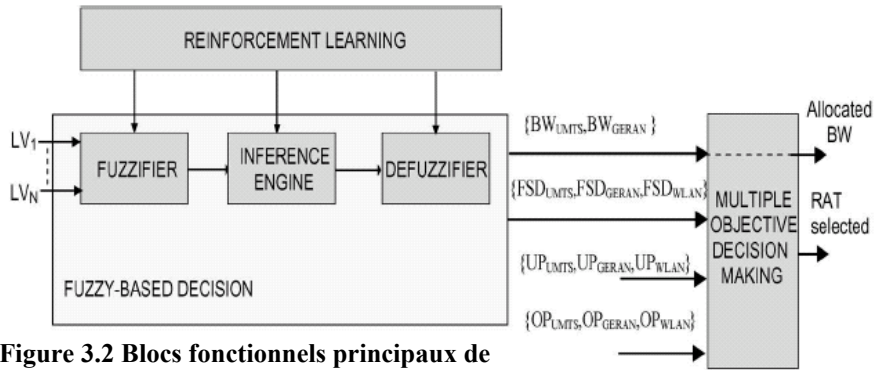 REINFORCEMENT LEARNING
LV1
LVN
FUZZIFIER
INFERENCE
ENGINE
DEFUZZIFIER
FUZZY-BASED DECISION
{BWUMTS,BWGERAN }
{FSDUMTS,FSDGERAN,FSDWLAN}
{UPUMTS,UPGERAN,UPWLAN}
{OPUMTS,OPGERAN,OPWLAN}
MULTIPLE
OBJECTIVE
DECISION
MAKING
Allocated
BW
RAT
selected
Figure 3.2 Blocs fonctionnels principaux de